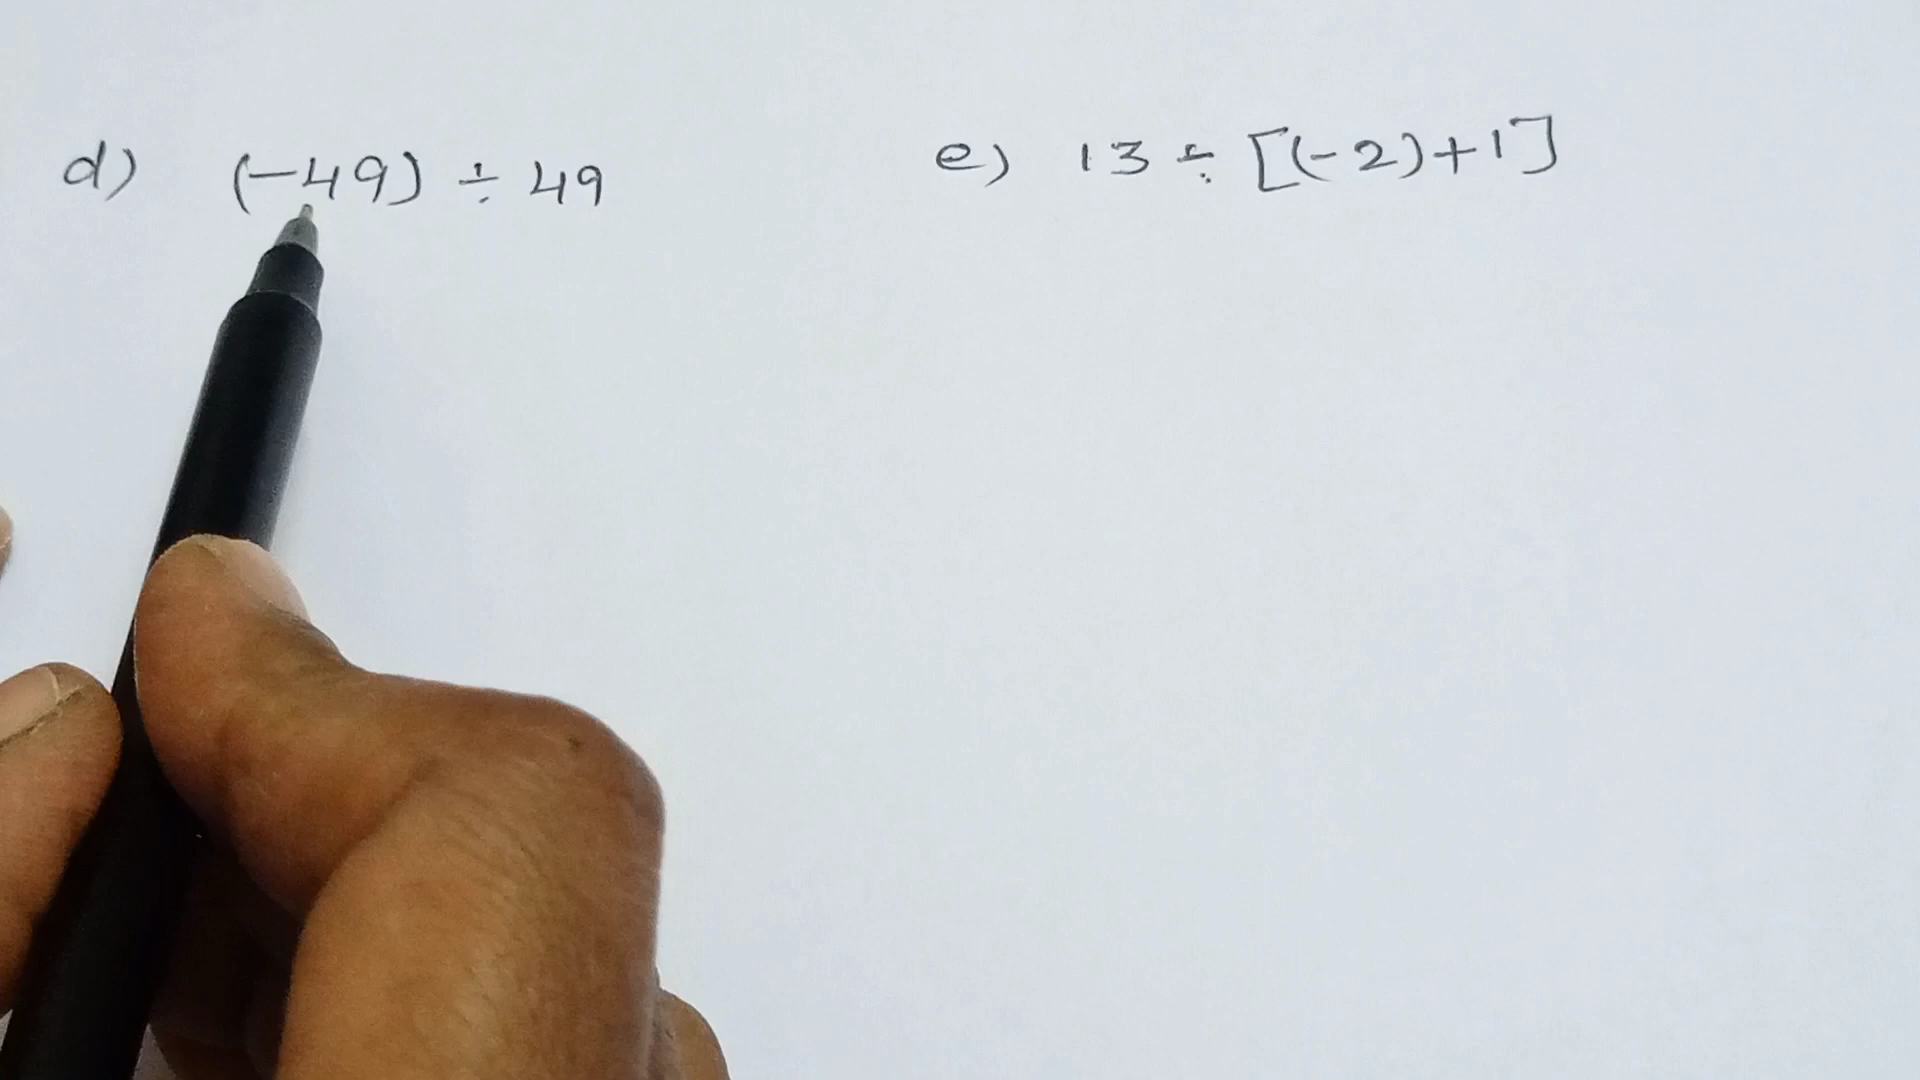 d) (-49) ÷ 49
e) 13 ÷ [(-2)+1]